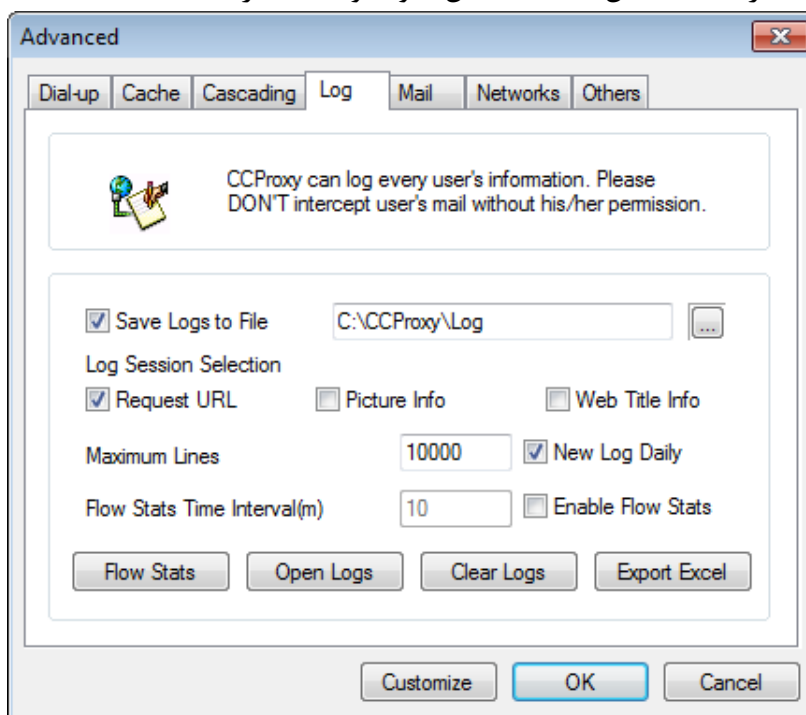 Advanced
Dial-up Cache Cascading Log Mail Networks Others
CCProxy can log every user's information. Please
DON"T intercept user's mail without his/her permission.
Save Logs to File C:\CCProxy\Log ...
Log Session Selection
Request URL Picture Info Web Title Info
Maximum Lines 10000 New Log Daily
Flow Stats Time Interval(m) 10 Enable Flow Stats
Flow Stats Open Logs Clear Logs Export Excel
Customize OK Cancel